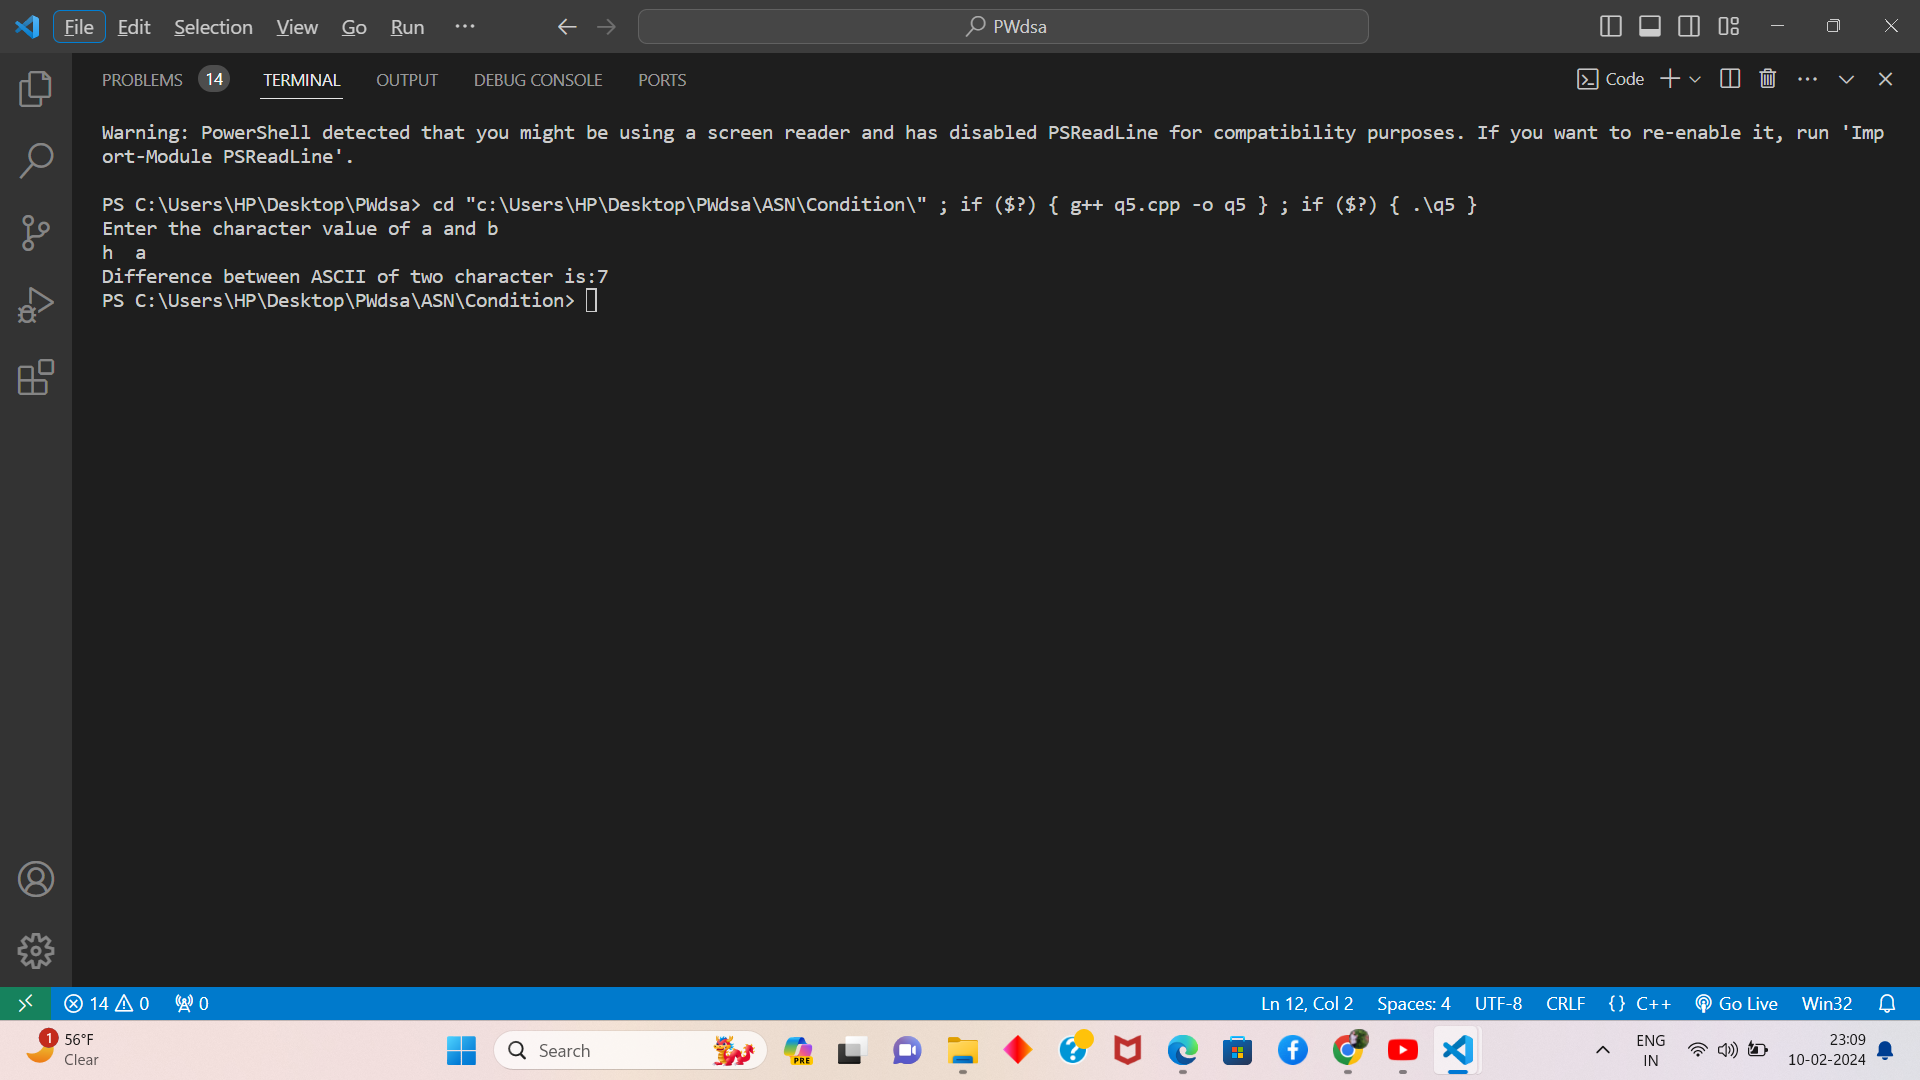 File Edit Selection View Go Run ··· PWdsa
PROBLEMS 14 TERMINAL OUTPUT DEBUG CONSOLE PORTS Code
Warning: PowerShell detected that you might be using a screen reader and has disabled PSReadLine for compatibility purposes. If you want to re-enable it, run 'Imp
ort-Module PSReadLine'.
PS C:\Users\HP\Desktop\PWdsa> cd "c:\Users\HP\Desktop\PWdsa\ASN\Condition\" ; if ($?) { g++ q5.cpp -o q5 } ; if ($?) { .\q5 }
Enter the character value of a and b
h  a
Difference between ASCII of two character is:7
PS C:\Users\HP\Desktop\PWdsa\ASN\Condition>
14 0 0 Ln 12, Col 2 Spaces: 4 UTF-8 CRLF {} C++ Go Live Win32
1 56°F
Clear
Search
PRE
ENG
IN
23:09
10-02-2024